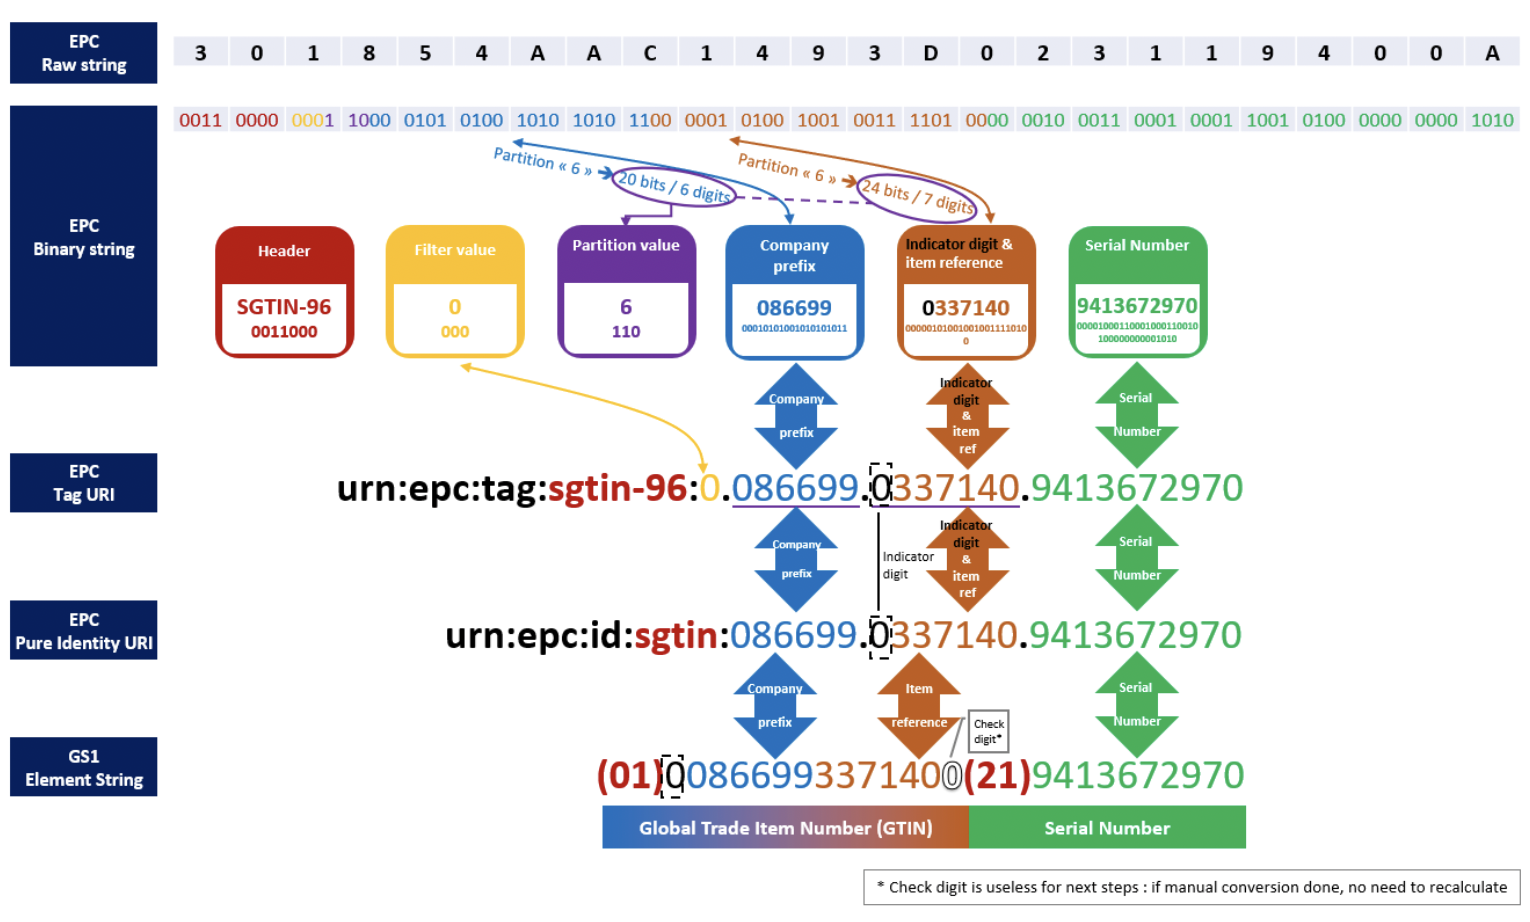 EPC
Raw string
3 0 1 8 5 4 A A C 1 4 9 3 D 0 2 3 1 1 9 4 0 0 A
0011 0000 0001 1000 0101 0100 1010 1010 1100 0001 0100 1001 0011 1101 0000 0010 0011 0001 0001 1001 0100 0000 0000 1010
EPC
Binary string
Partition « 6 » ➔ 20 bits / 6 digits
Partition « 6 » ➔ 24 bits / 7 digits
Header
SGTIN-96
0011000
Filter value
0
000
Partition value
6
110
Company
prefix
086699
00010101001010101011
Indicator digit &
item reference
0337140
00000101001001001111010
0
Serial Number
9413672970
00001000110001000110010
100000000001010
Company
prefix
Indicator
digit
&
item
ref
Serial
Number
EPC
Tag URI
urn:epc:tag:sgtin-96:0.086699.0337140.9413672970
Company
prefix
Indicator
digit
Indicator
digit
&
item
ref
Serial
Number
EPC
Pure Identity URI
urn:epc:id:sgtin:086699.0337140.9413672970
Company
prefix
Item
reference
Check
digit*
Serial
Number
GS1
Element String
(01)00866993371400(21)9413672970
Global Trade Item Number (GTIN)
Serial Number
* Check digit is useless for next steps : if manual conversion done, no need to recalculate